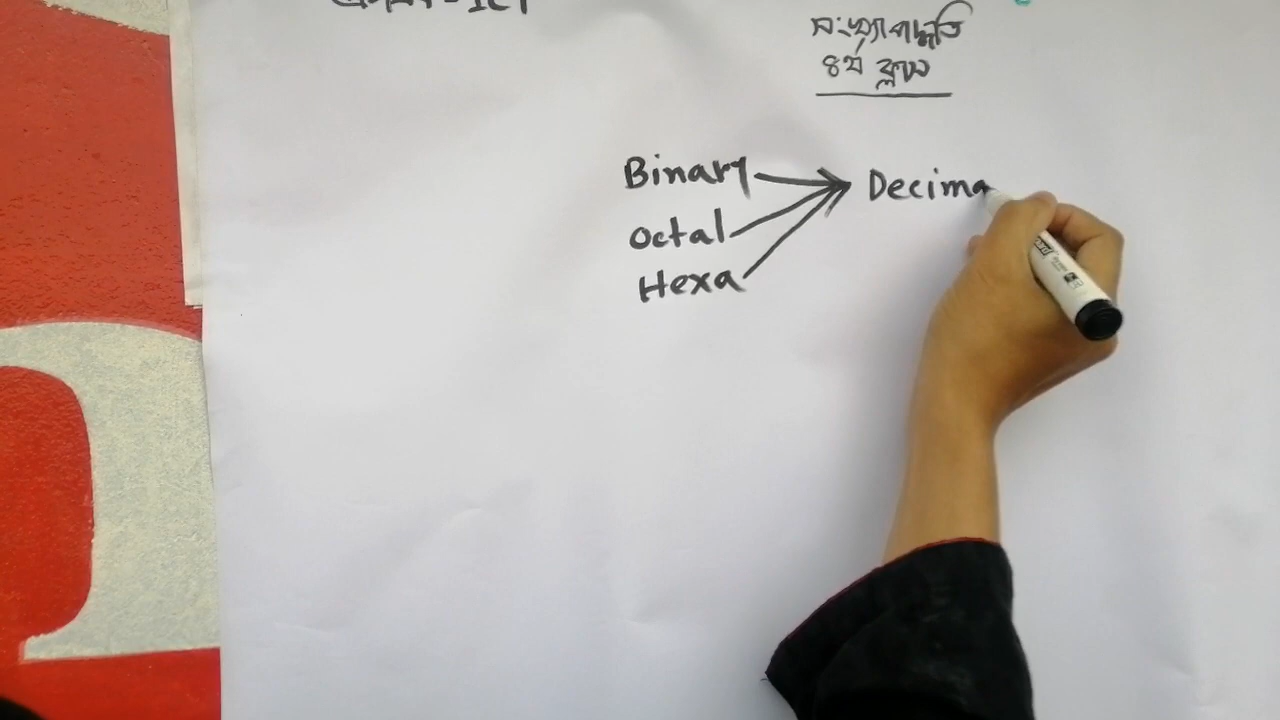 সংখ্যাপদ্ধতি
৪র্থ ক্লাস
Binary
Decima
Octal
Hexa